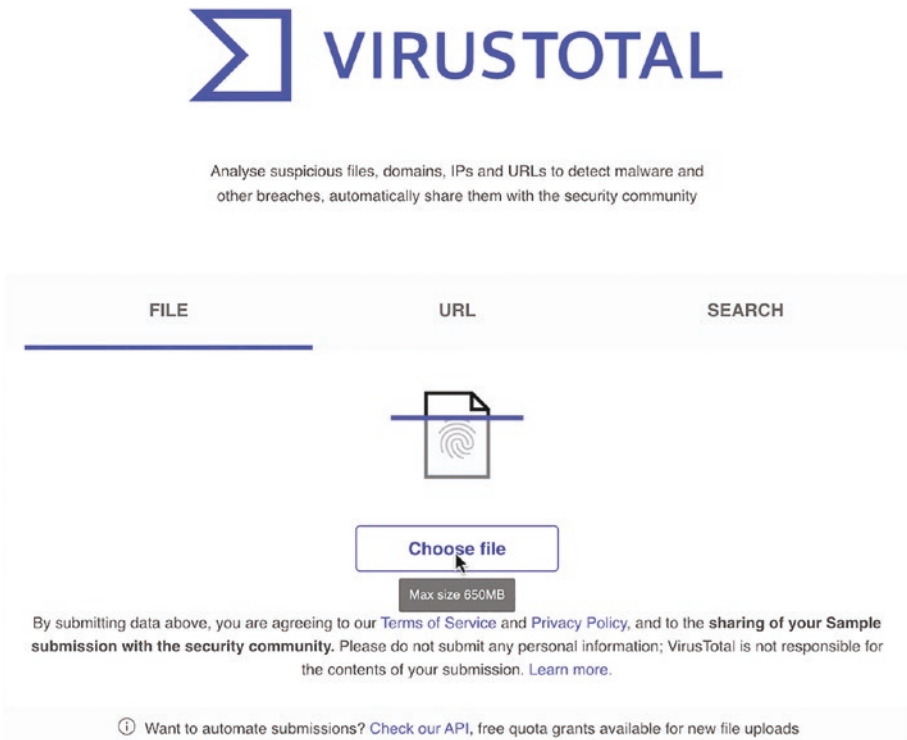 VIRUSTOTAL
Analyse suspicious files, domains, IPs and URLs to detect malware and
other breaches, automatically share them with the security community
FILE
URL
SEARCH
Choose file
Max size 650MB
By submitting data above, you are agreeing to our Terms of Service and Privacy Policy, and to the sharing of your Sample
submission with the security community. Please do not submit any personal information; VirusTotal is not responsible for
the contents of your submission. Learn more.
Want to automate submissions? Check our API, free quota grants available for new file uploads